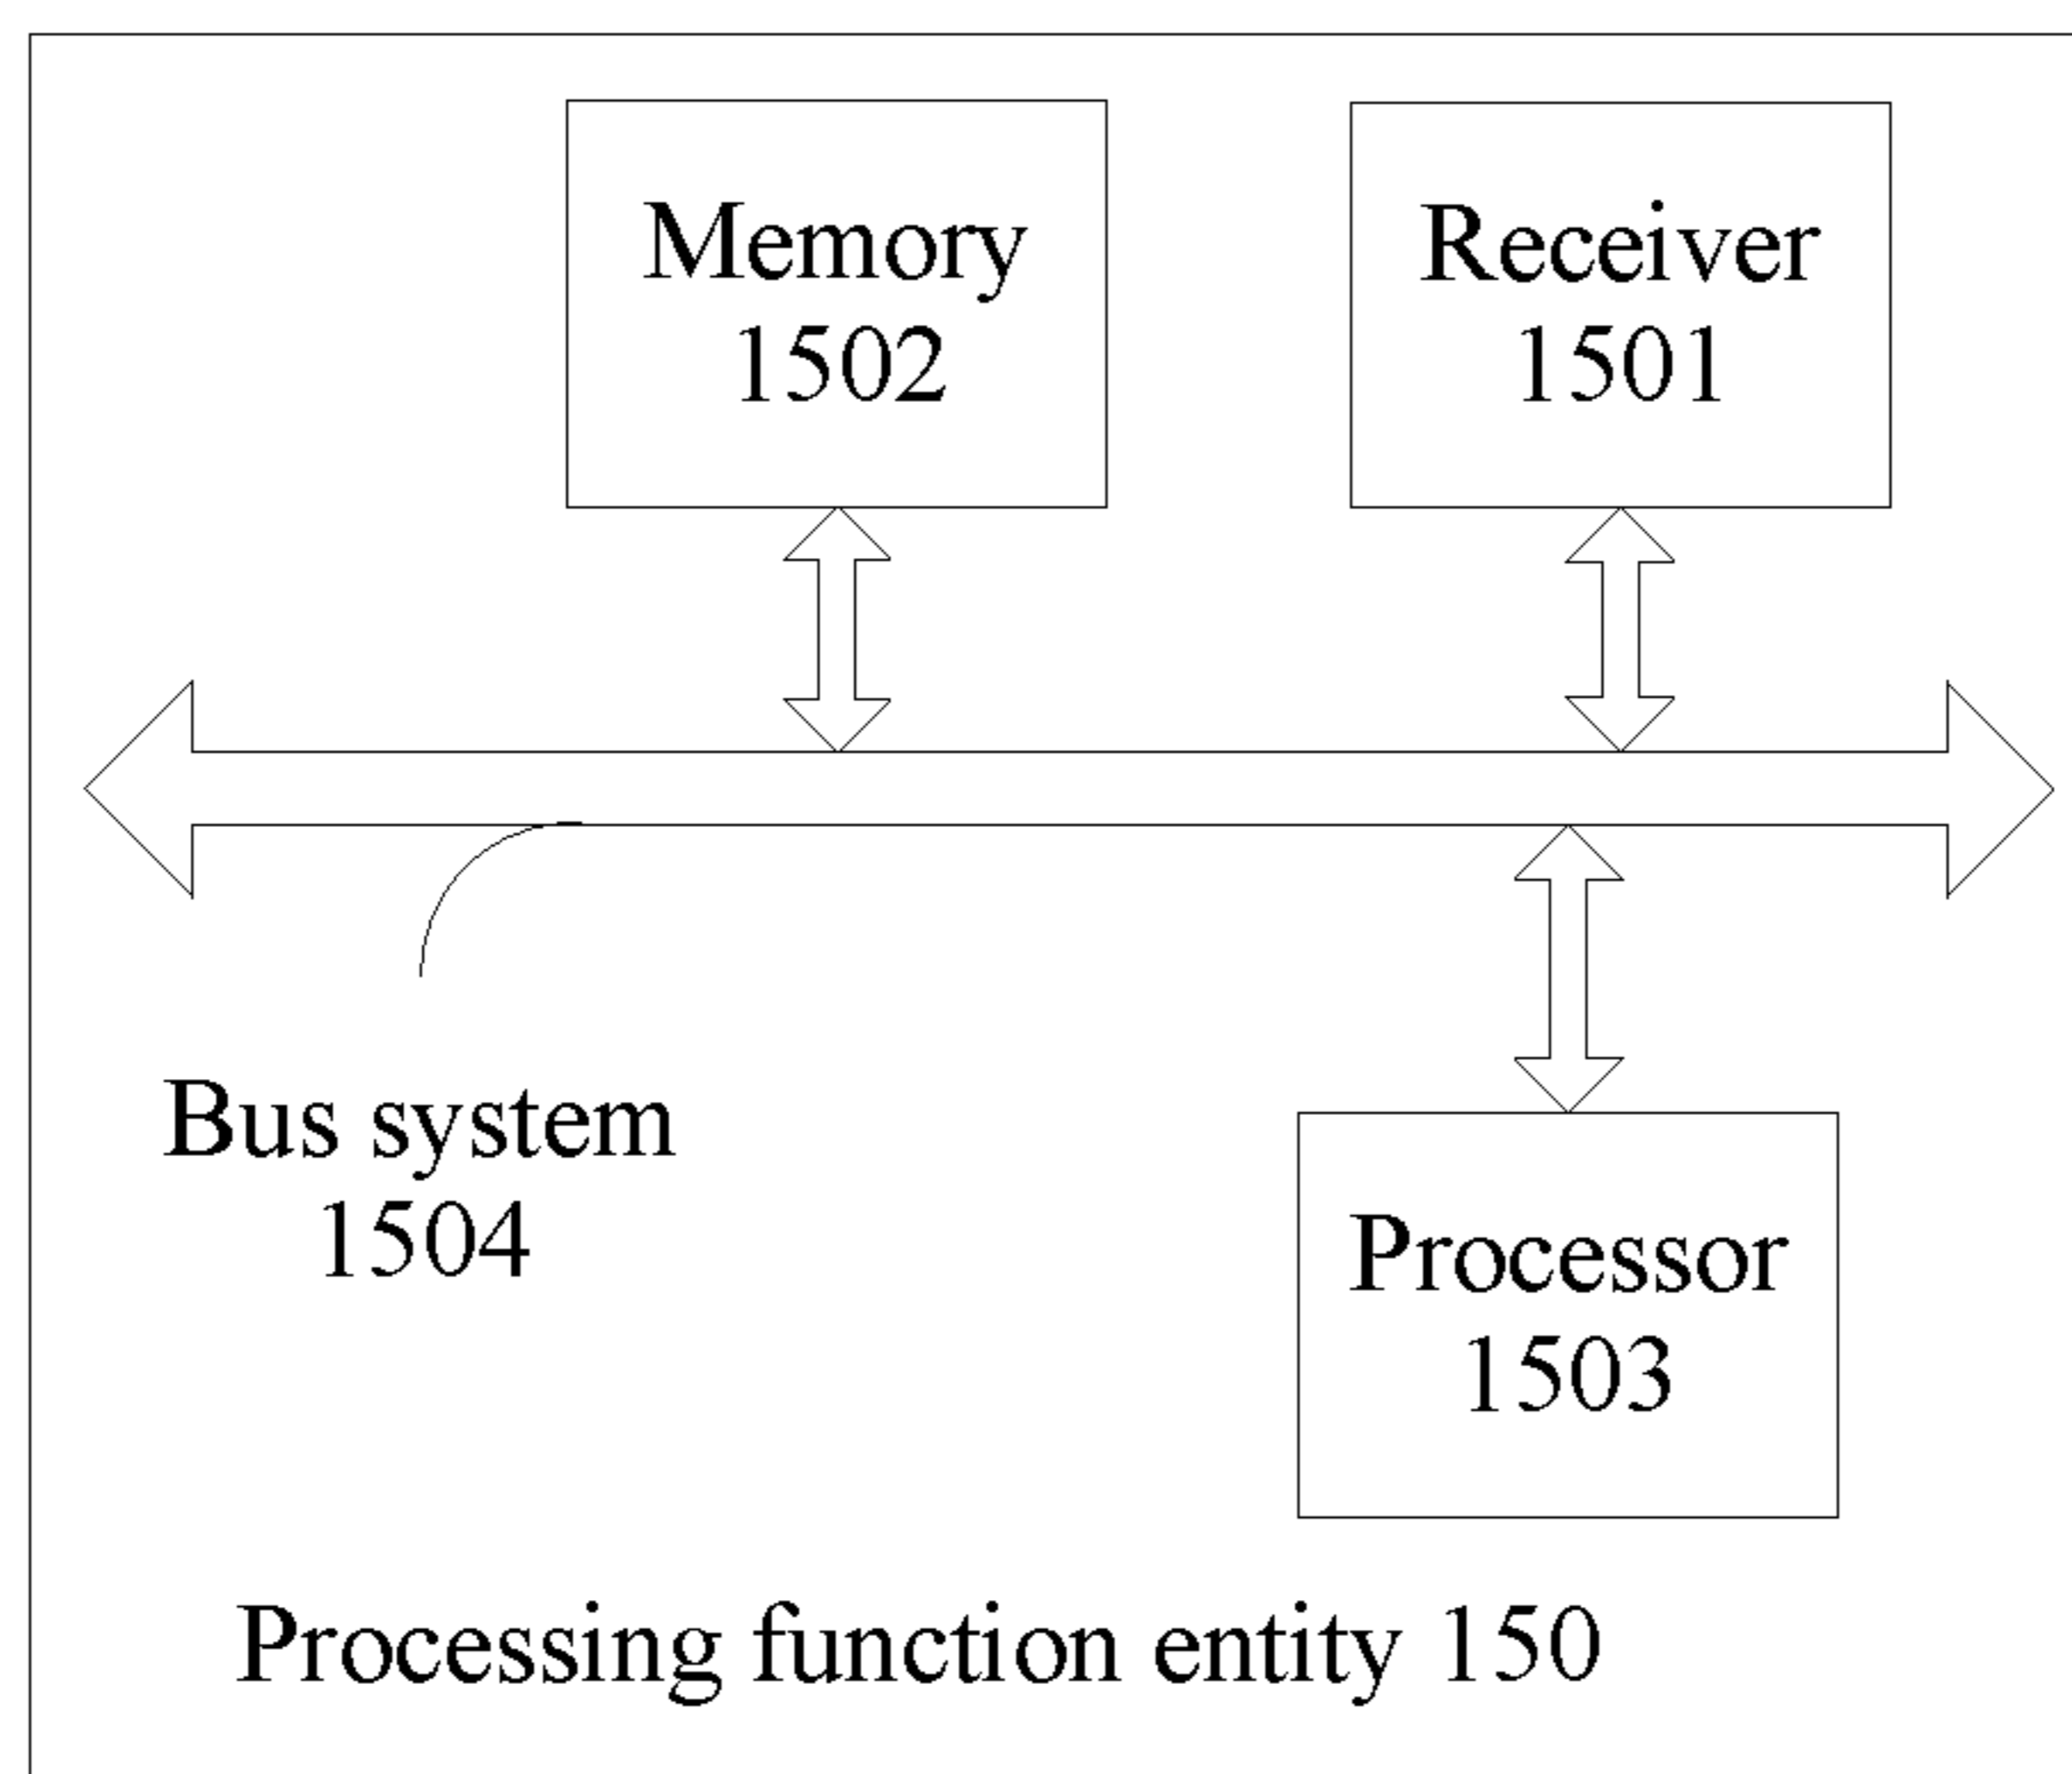 Memory
1502
Receiver
1501
Bus system
1504
Processor
1503
Processing function entity 150